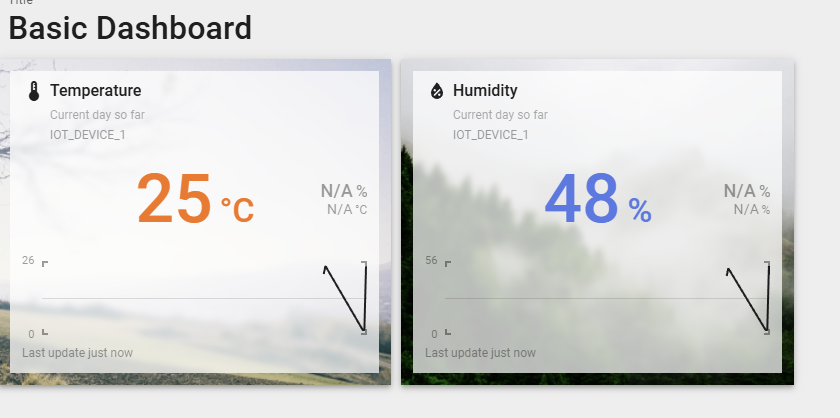 Title
Basic Dashboard
Temperature
Current day so far
IOT_DEVICE_1
25 °C
N/A %
N/A °C
26
0
Last update just now
Humidity
Current day so far
IOT_DEVICE_1
48 %
N/A %
N/A %
56
0
Last update just now